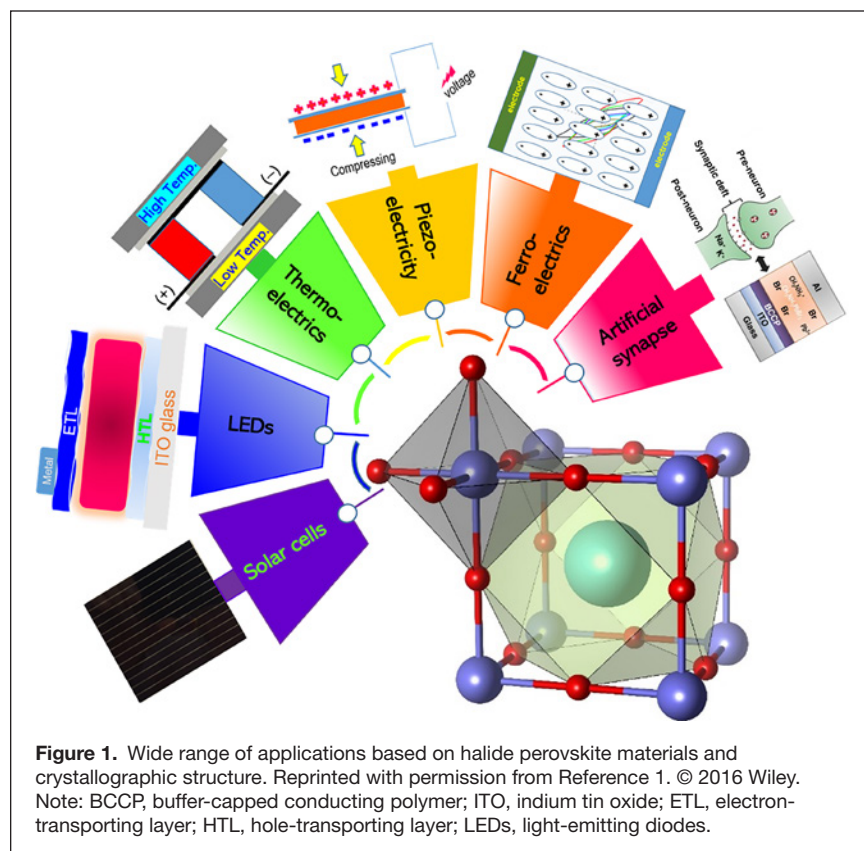 voltage
Compressing
Piezo-
electricity
electrode
electrode
Ferro-
electrics
Pre-neuron
Synaptic deft
Post-neuron
Na⁺
K⁺
Al
Br
CH₃NH₃⁺
Br
Br
Br
Pb²⁺
BCCP
ITO
Glass
Artificial
synapse
High Temp.
(−)
Low Temp.
(+)
Thermo-
electrics
Metal
ETL
HTL
ITO glass
LEDs
Solar cells
Figure 1. Wide range of applications based on halide perovskite materials and
crystallographic structure. Reprinted with permission from Reference 1. © 2016 Wiley.
Note: BCCP, buffer-capped conducting polymer; ITO, indium tin oxide; ETL, electron-
transporting layer; HTL, hole-transporting layer; LEDs, light-emitting diodes.